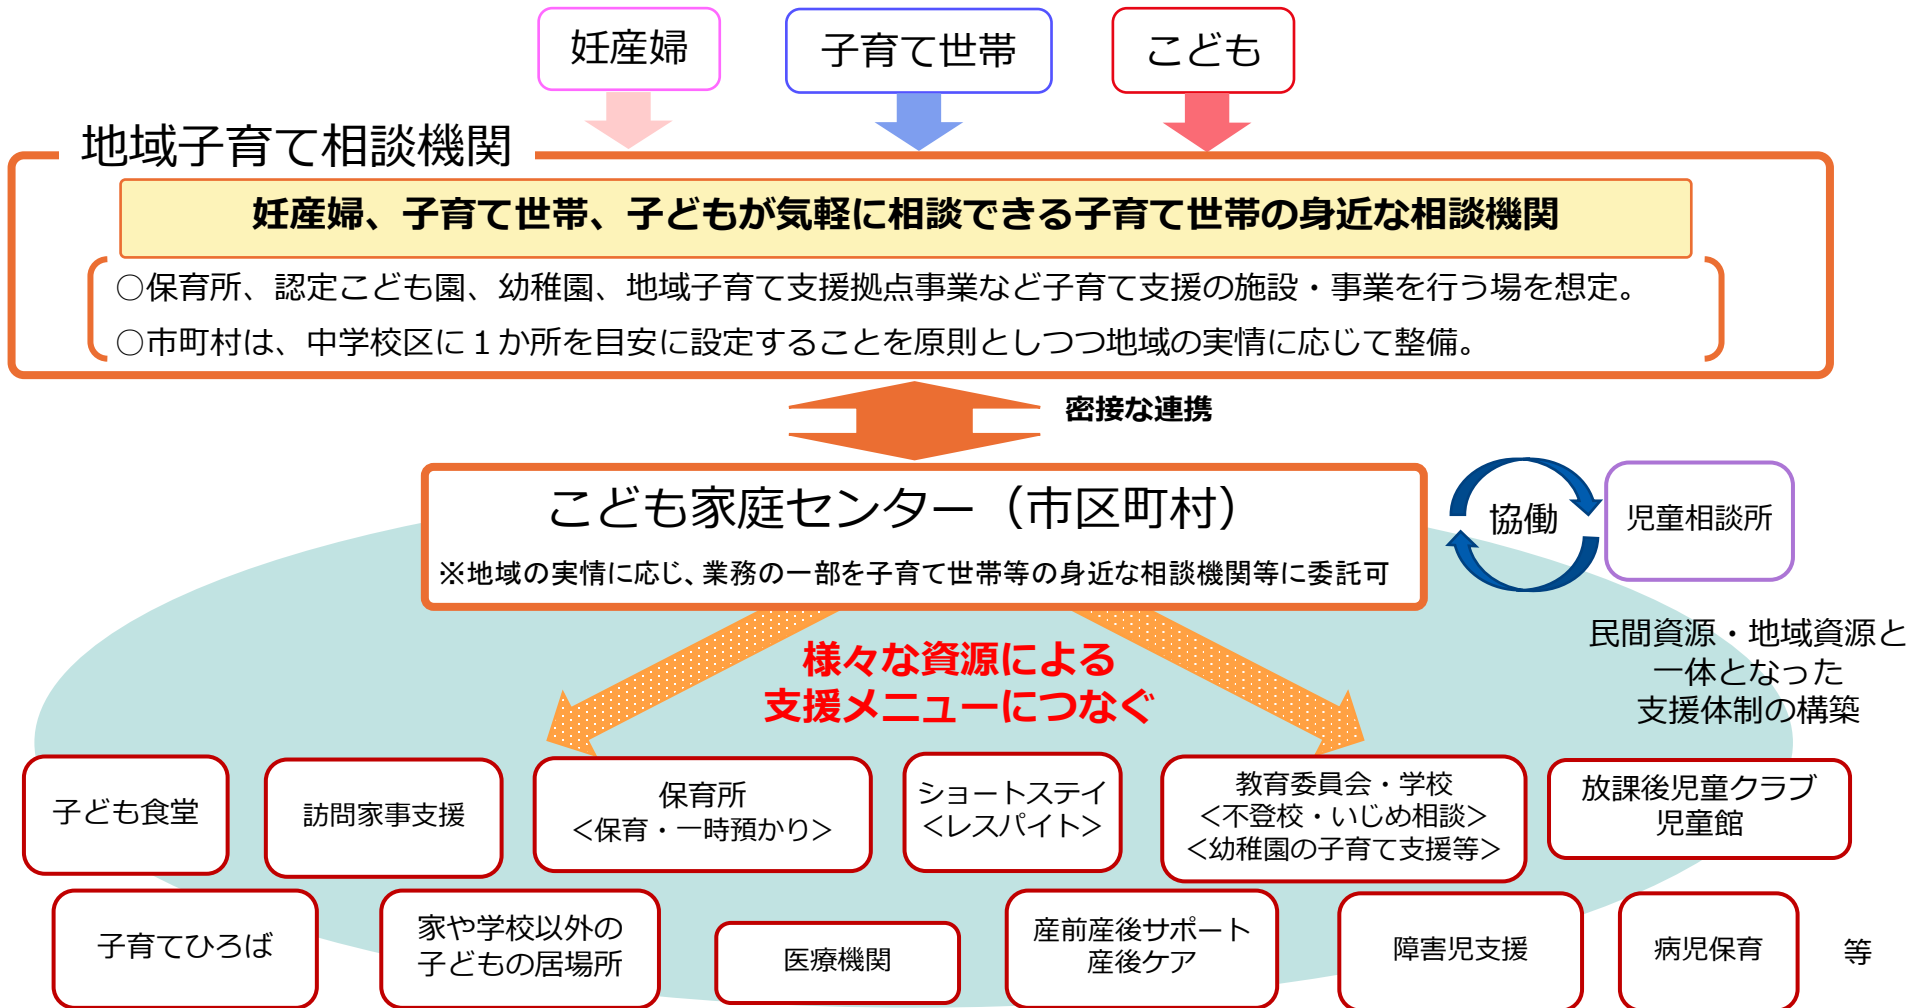 妊産婦
子育て世帯
こども
地域子育て相談機関
妊産婦、子育て世帯、子どもが気軽に相談できる子育て世帯の身近な相談機関
○保育所、認定こども園、幼稚園、地域子育て支援拠点事業など子育て支援の施設・事業を行う場を想定。
○市町村は、中学校区に１か所を目安に設定することを原則としつつ地域の実情に応じて整備。
密接な連携
こども家庭センター（市区町村）
※地域の実情に応じ、業務の一部を子育て世帯等の身近な相談機関等に委託可
協働
児童相談所
様々な資源による
支援メニューにつなぐ
民間資源・地域資源と
一体となった
支援体制の構築
子ども食堂
訪問家事支援
保育所
<保育・一時預かり>
ショートステイ
<レスパイト>
教育委員会・学校
<不登校・いじめ相談>
<幼稚園の子育て支援等>
放課後児童クラブ
児童館
子育てひろば
家や学校以外の
子どもの居場所
医療機関
産前産後サポート
産後ケア
障害児支援
病児保育
等